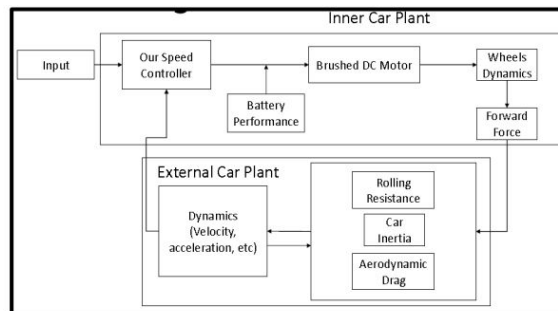 Inner Car Plant
Input
Our Speed
Controller
Brushed DC Motor
Wheels
Dynamics
Battery
Performance
Forward
Force
External Car Plant
Dynamics
(Velocity,
acceleration, etc)
Rolling
Resistance
Car
Inertia
Aerodynamic
Drag